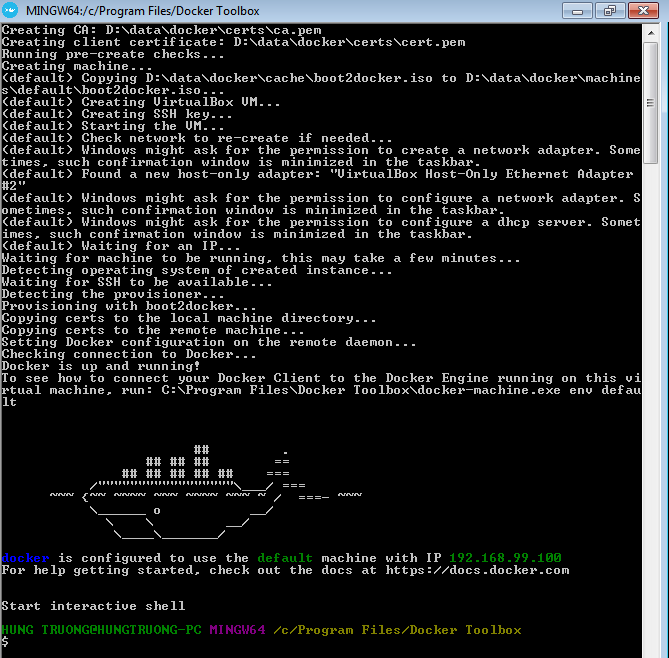 MINGW64:/c/Program Files/Docker Toolbox
Creating CA: D:\data\docker\certs\ca.pem
Creating client certificate: D:\data\docker\certs\cert.pem
Running pre-create checks...
Creating machine...
(default) Copying D:\data\docker\cache\boot2docker.iso to D:\data\docker\machine
s\default\boot2docker.iso...
(default) Creating VirtualBox VM...
(default) Creating SSH key...
(default) Starting the VM...
(default) Check network to re-create if needed...
(default) Windows might ask for the permission to create a network adapter. Some
times, such confirmation window is minimized in the taskbar.
(default) Found a new host-only adapter: "VirtualBox Host-Only Ethernet Adapter
#2"
(default) Windows might ask for the permission to configure a network adapter. S
ometimes, such confirmation window is minimized in the taskbar.
(default) Windows might ask for the permission to configure a dhcp server. Somet
imes, such confirmation window is minimized in the taskbar.
(default) Waiting for an IP...
Waiting for machine to be running, this may take a few minutes...
Detecting operating system of created instance...
Waiting for SSH to be available...
Detecting the provisioner...
Provisioning with boot2docker...
Copying certs to the local machine directory...
Copying certs to the remote machine...
Setting Docker configuration on the remote daemon...
Checking connection to Docker...
Docker is up and running!
To see how to connect your Docker Client to the Docker Engine running on this vi
rtual machine, run: C:\Program Files\Docker Toolbox\docker-machine.exe env defau
lt
                        ##         .
                  ## ## ##        ==
               ## ## ## ## ##    ===
           /"""""""""""""""""\___/ ===
      ~~~ {~~ ~~~~ ~~~ ~~~~ ~~~ ~ /  ===- ~~~
           \______ o           __/
             \    \         __/
              \____\_______/
docker is configured to use the default machine with IP 192.168.99.100
For help getting started, check out the docs at https://docs.docker.com
Start interactive shell
HUNG TRUONG@HUNGTRUONG-PC MINGW64 /c/Program Files/Docker Toolbox
$